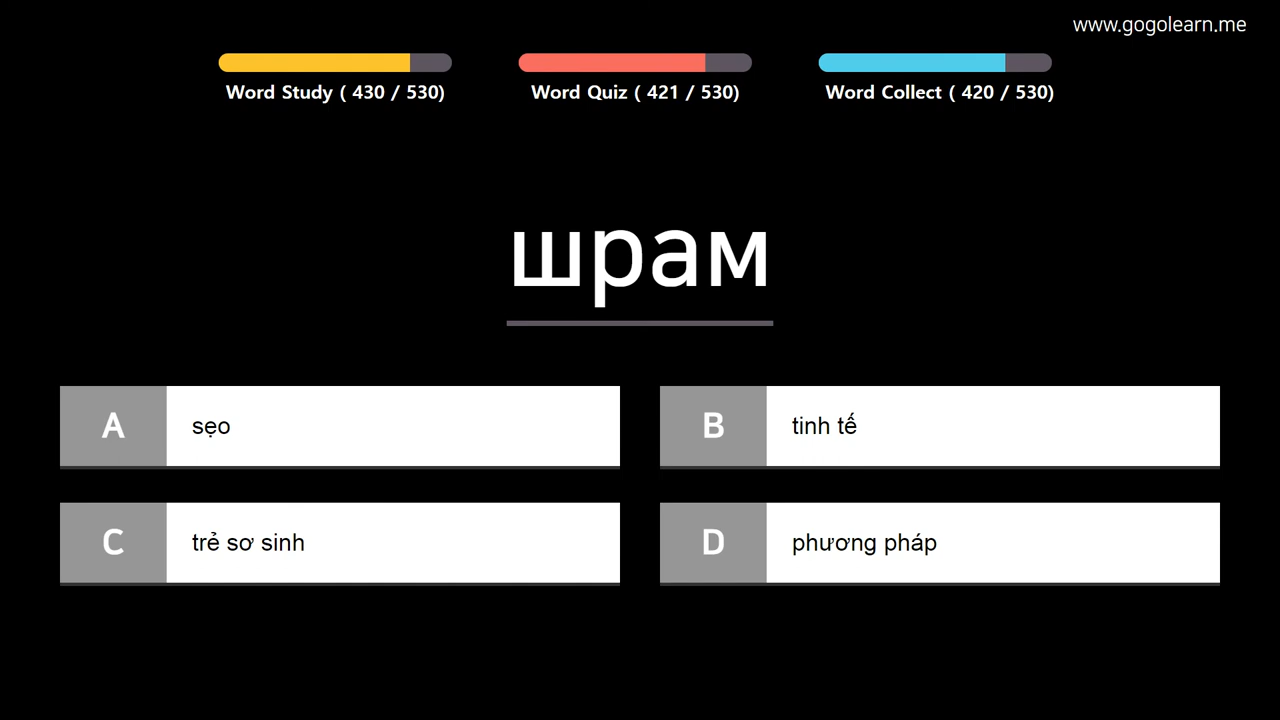 www.gogolearn.me
Word Study ( 430 / 530)
Word Quiz ( 421 / 530)
Word Collect ( 420 / 530)
шрам
A
sẹo
B
tinh tế
C
trẻ sơ sinh
D
phương pháp